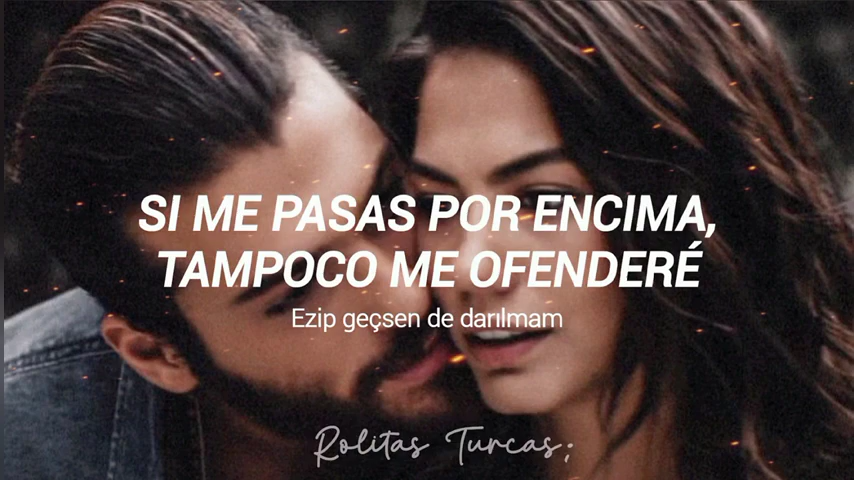 SI ME PASAS POR ENCIMA,
TAMPOCO ME OFENDERÉ
Ezip geçsen de darılmam
Rolitas Turcas;